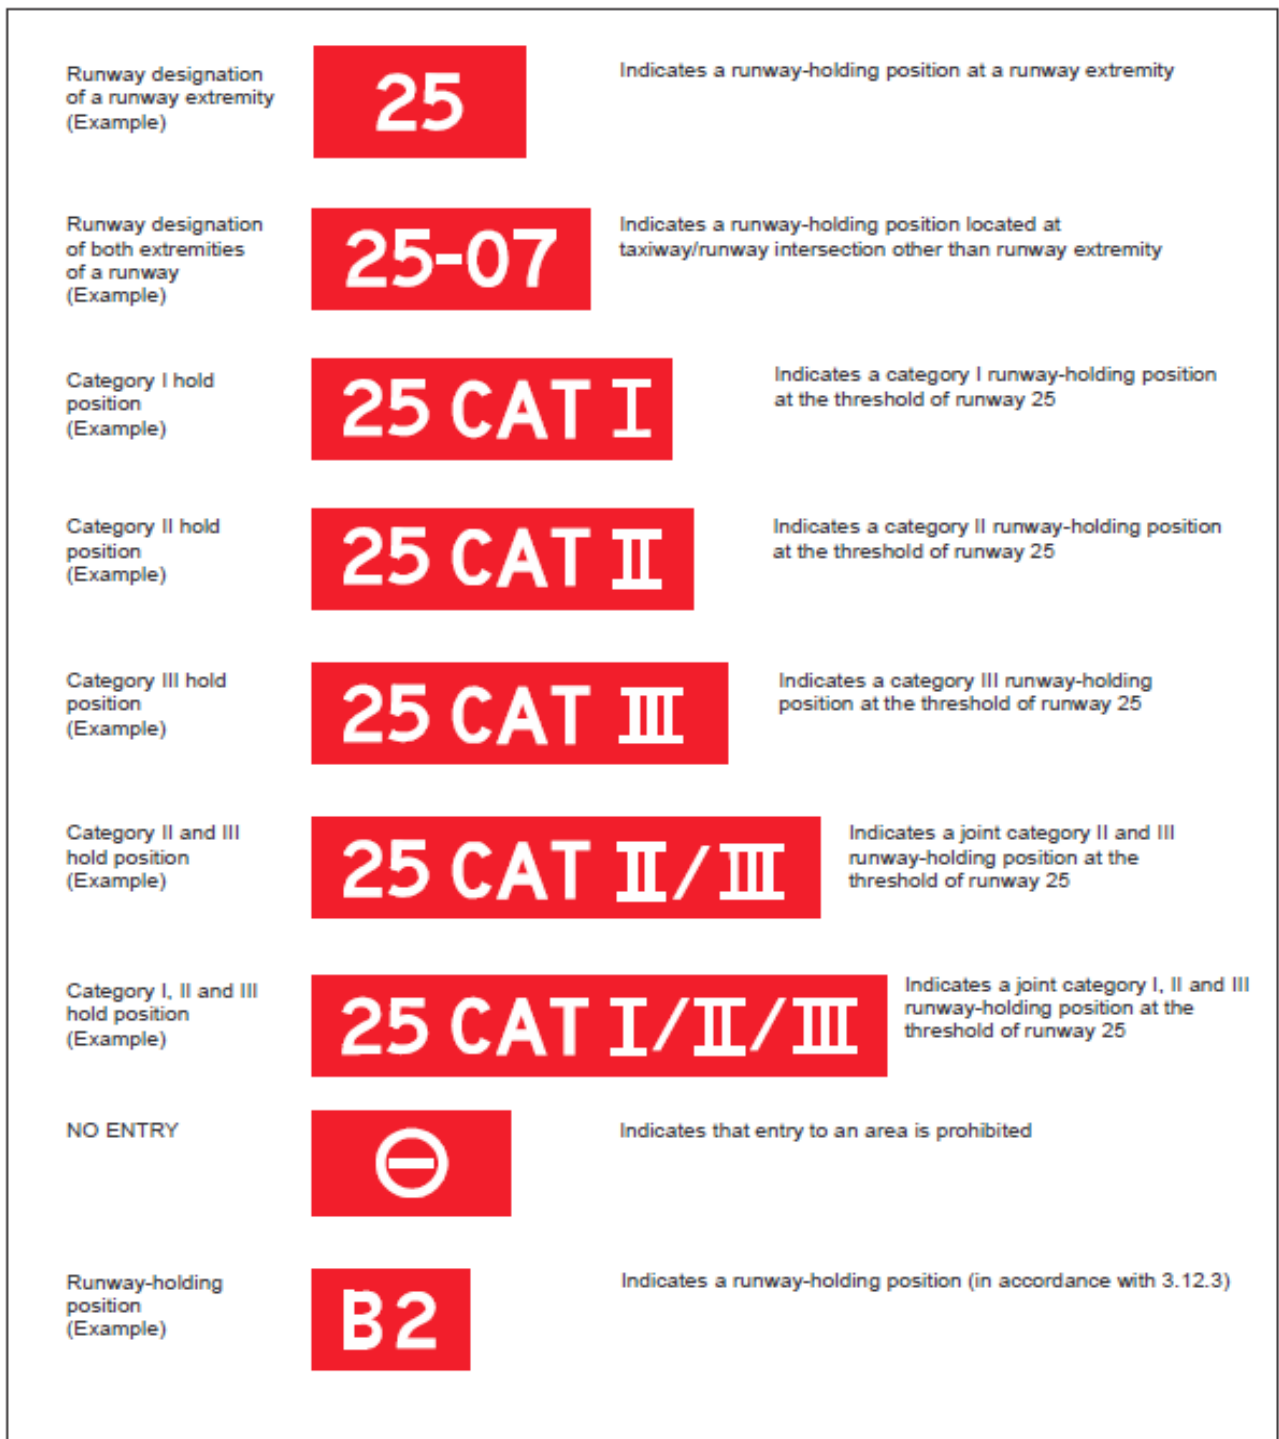 Runway designation
of a runway extremity
(Example)
25
Indicates a runway-holding position at a runway extremity
Runway designation
of both extremities
of a runway
(Example)
25-07
Indicates a runway-holding position located at
taxiway/runway intersection other than runway extremity
Category I hold
position
(Example)
25 CAT I
Indicates a category I runway-holding position
at the threshold of runway 25
Category II hold
position
(Example)
25 CAT II
Indicates a category II runway-holding position
at the threshold of runway 25
Category III hold
position
(Example)
25 CAT III
Indicates a category III runway-holding
position at the threshold of runway 25
Category II and III
hold position
(Example)
25 CAT II/III
Indicates a joint category II and III
runway-holding position at the
threshold of runway 25
Category I, II and III
hold position
(Example)
25 CAT I/II/III
Indicates a joint category I, II and III
runway-holding position at the
threshold of runway 25
NO ENTRY
Indicates that entry to an area is prohibited
Runway-holding
position
(Example)
B2
Indicates a runway-holding position (in accordance with 3.12.3)